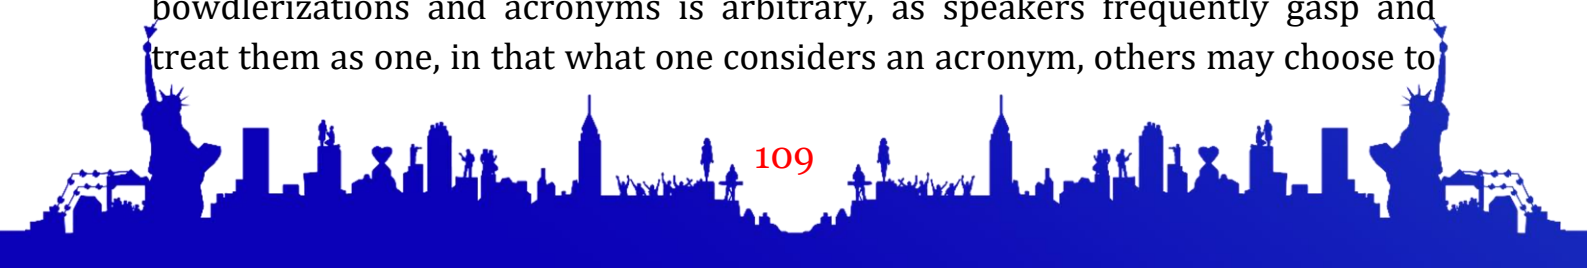 bowdlerizations and acronyms is arbitrary, as speakers frequently gasp and
treat them as one, in that what one considers an acronym, others may choose to
109